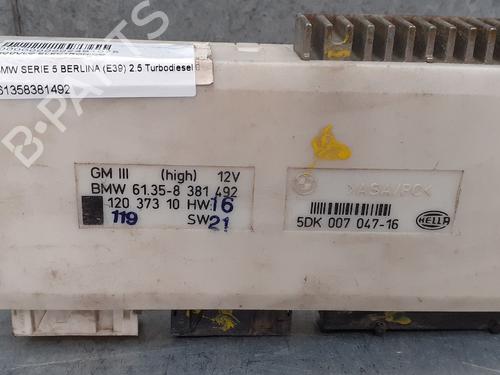 BMW SERIE 5 BERLINA (E39) 2.5 Turbodiesel
61358381492
B-PARTS
GM III (high) 12V
BMW 61.35-8 381 492
120 373 10 HW: 16
119 SW: 21
5DK 007 047-16
HELLA